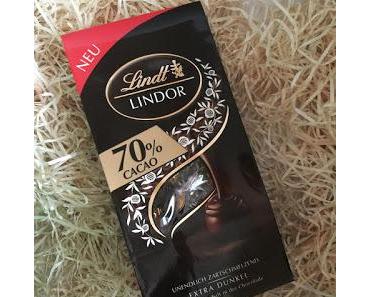 NEU
Lindt
LINDOR
70%
CACAO
UNENDLICH ZARTSCHMELZEND
EXTRA DUNKEL